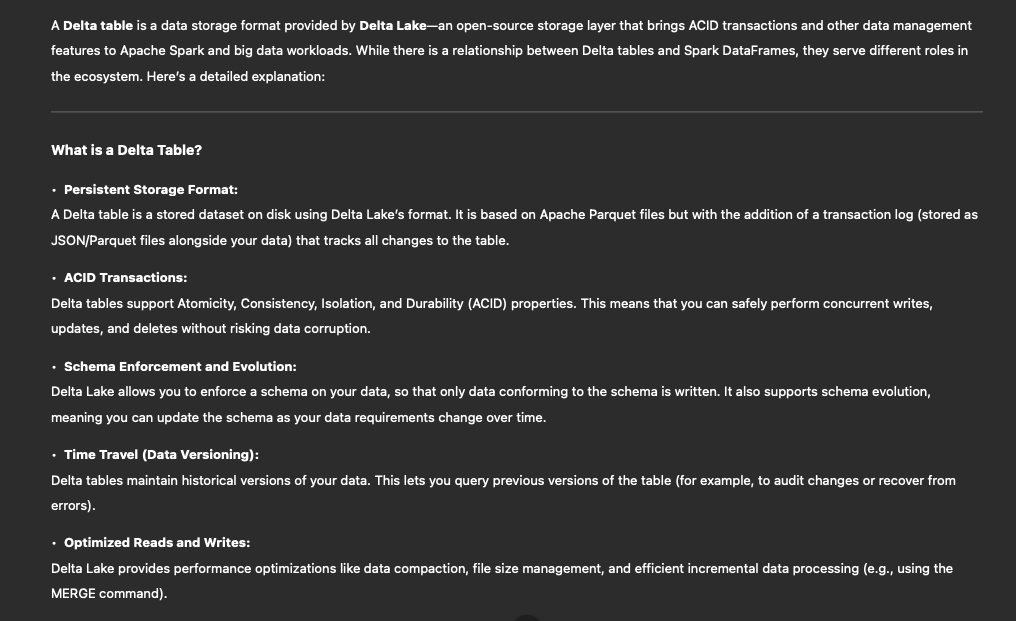 A Delta table is a data storage format provided by Delta Lake—an open-source storage layer that brings ACID transactions and other data management
features to Apache Spark and big data workloads. While there is a relationship between Delta tables and Spark DataFrames, they serve different roles in
the ecosystem. Here’s a detailed explanation:
What is a Delta Table?
• Persistent Storage Format:
A Delta table is a stored dataset on disk using Delta Lake’s format. It is based on Apache Parquet files but with the addition of a transaction log (stored as
JSON/Parquet files alongside your data) that tracks all changes to the table.
• ACID Transactions:
Delta tables support Atomicity, Consistency, Isolation, and Durability (ACID) properties. This means that you can safely perform concurrent writes,
updates, and deletes without risking data corruption.
• Schema Enforcement and Evolution:
Delta Lake allows you to enforce a schema on your data, so that only data conforming to the schema is written. It also supports schema evolution,
meaning you can update the schema as your data requirements change over time.
• Time Travel (Data Versioning):
Delta tables maintain historical versions of your data. This lets you query previous versions of the table (for example, to audit changes or recover from
errors).
• Optimized Reads and Writes:
Delta Lake provides performance optimizations like data compaction, file size management, and efficient incremental data processing (e.g., using the
MERGE command).